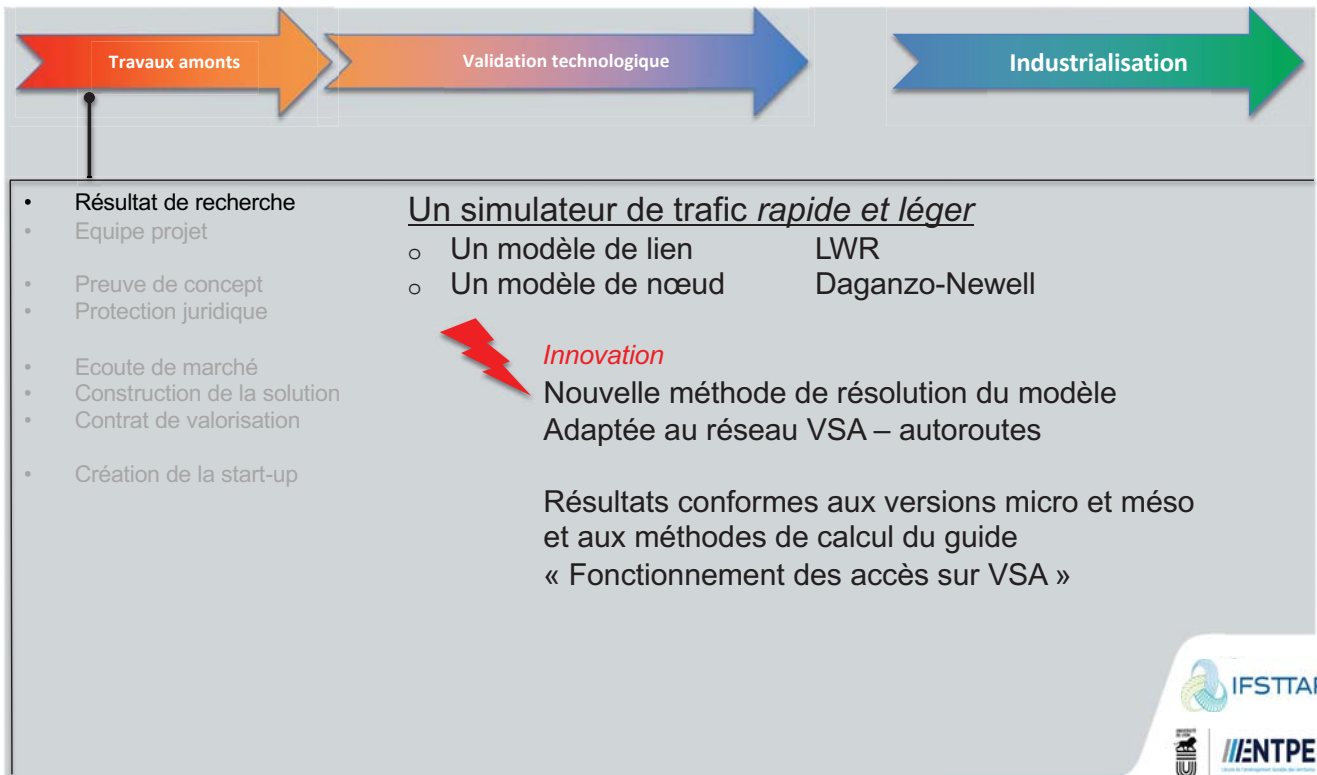 Travaux amonts
Validation technologique
Industrialisation
• Résultat de recherche
• Equipe projet
• Preuve de concept
• Protection juridique
• Ecoute de marché
• Construction de la solution
• Contrat de valorisation
• Création de la start-up
Un simulateur de trafic rapide et léger
o Un modèle de lien LWR
o Un modèle de nœud Daganzo-Newell
Innovation
Nouvelle méthode de résolution du modèle
Adaptée au réseau VSA – autoroutes
Résultats conformes aux versions micro et méso
et aux méthodes de calcul du guide
« Fonctionnement des accès sur VSA »
IFSTTAR
ENTPE